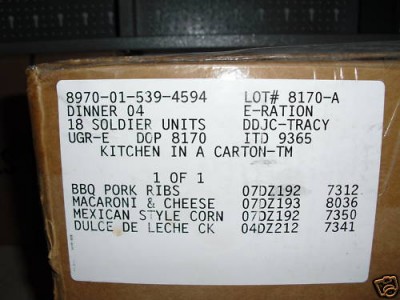 8970-01-539-4594 LOT# 8170-A
DINNER 04 E-RATION
18 SOLDIER UNITS DDJC-TRACY
UGR-E DOP 8170 ITD 9365
KITCHEN IN A CARTON-TM
1 OF 1
BBQ PORK RIBS 07DZ192 7312
MACARONI & CHEESE 07DZ193 8036
MEXICAN STYLE CORN 07DZ192 7350
DULCE DE LECHE CK 04DZ212 7341